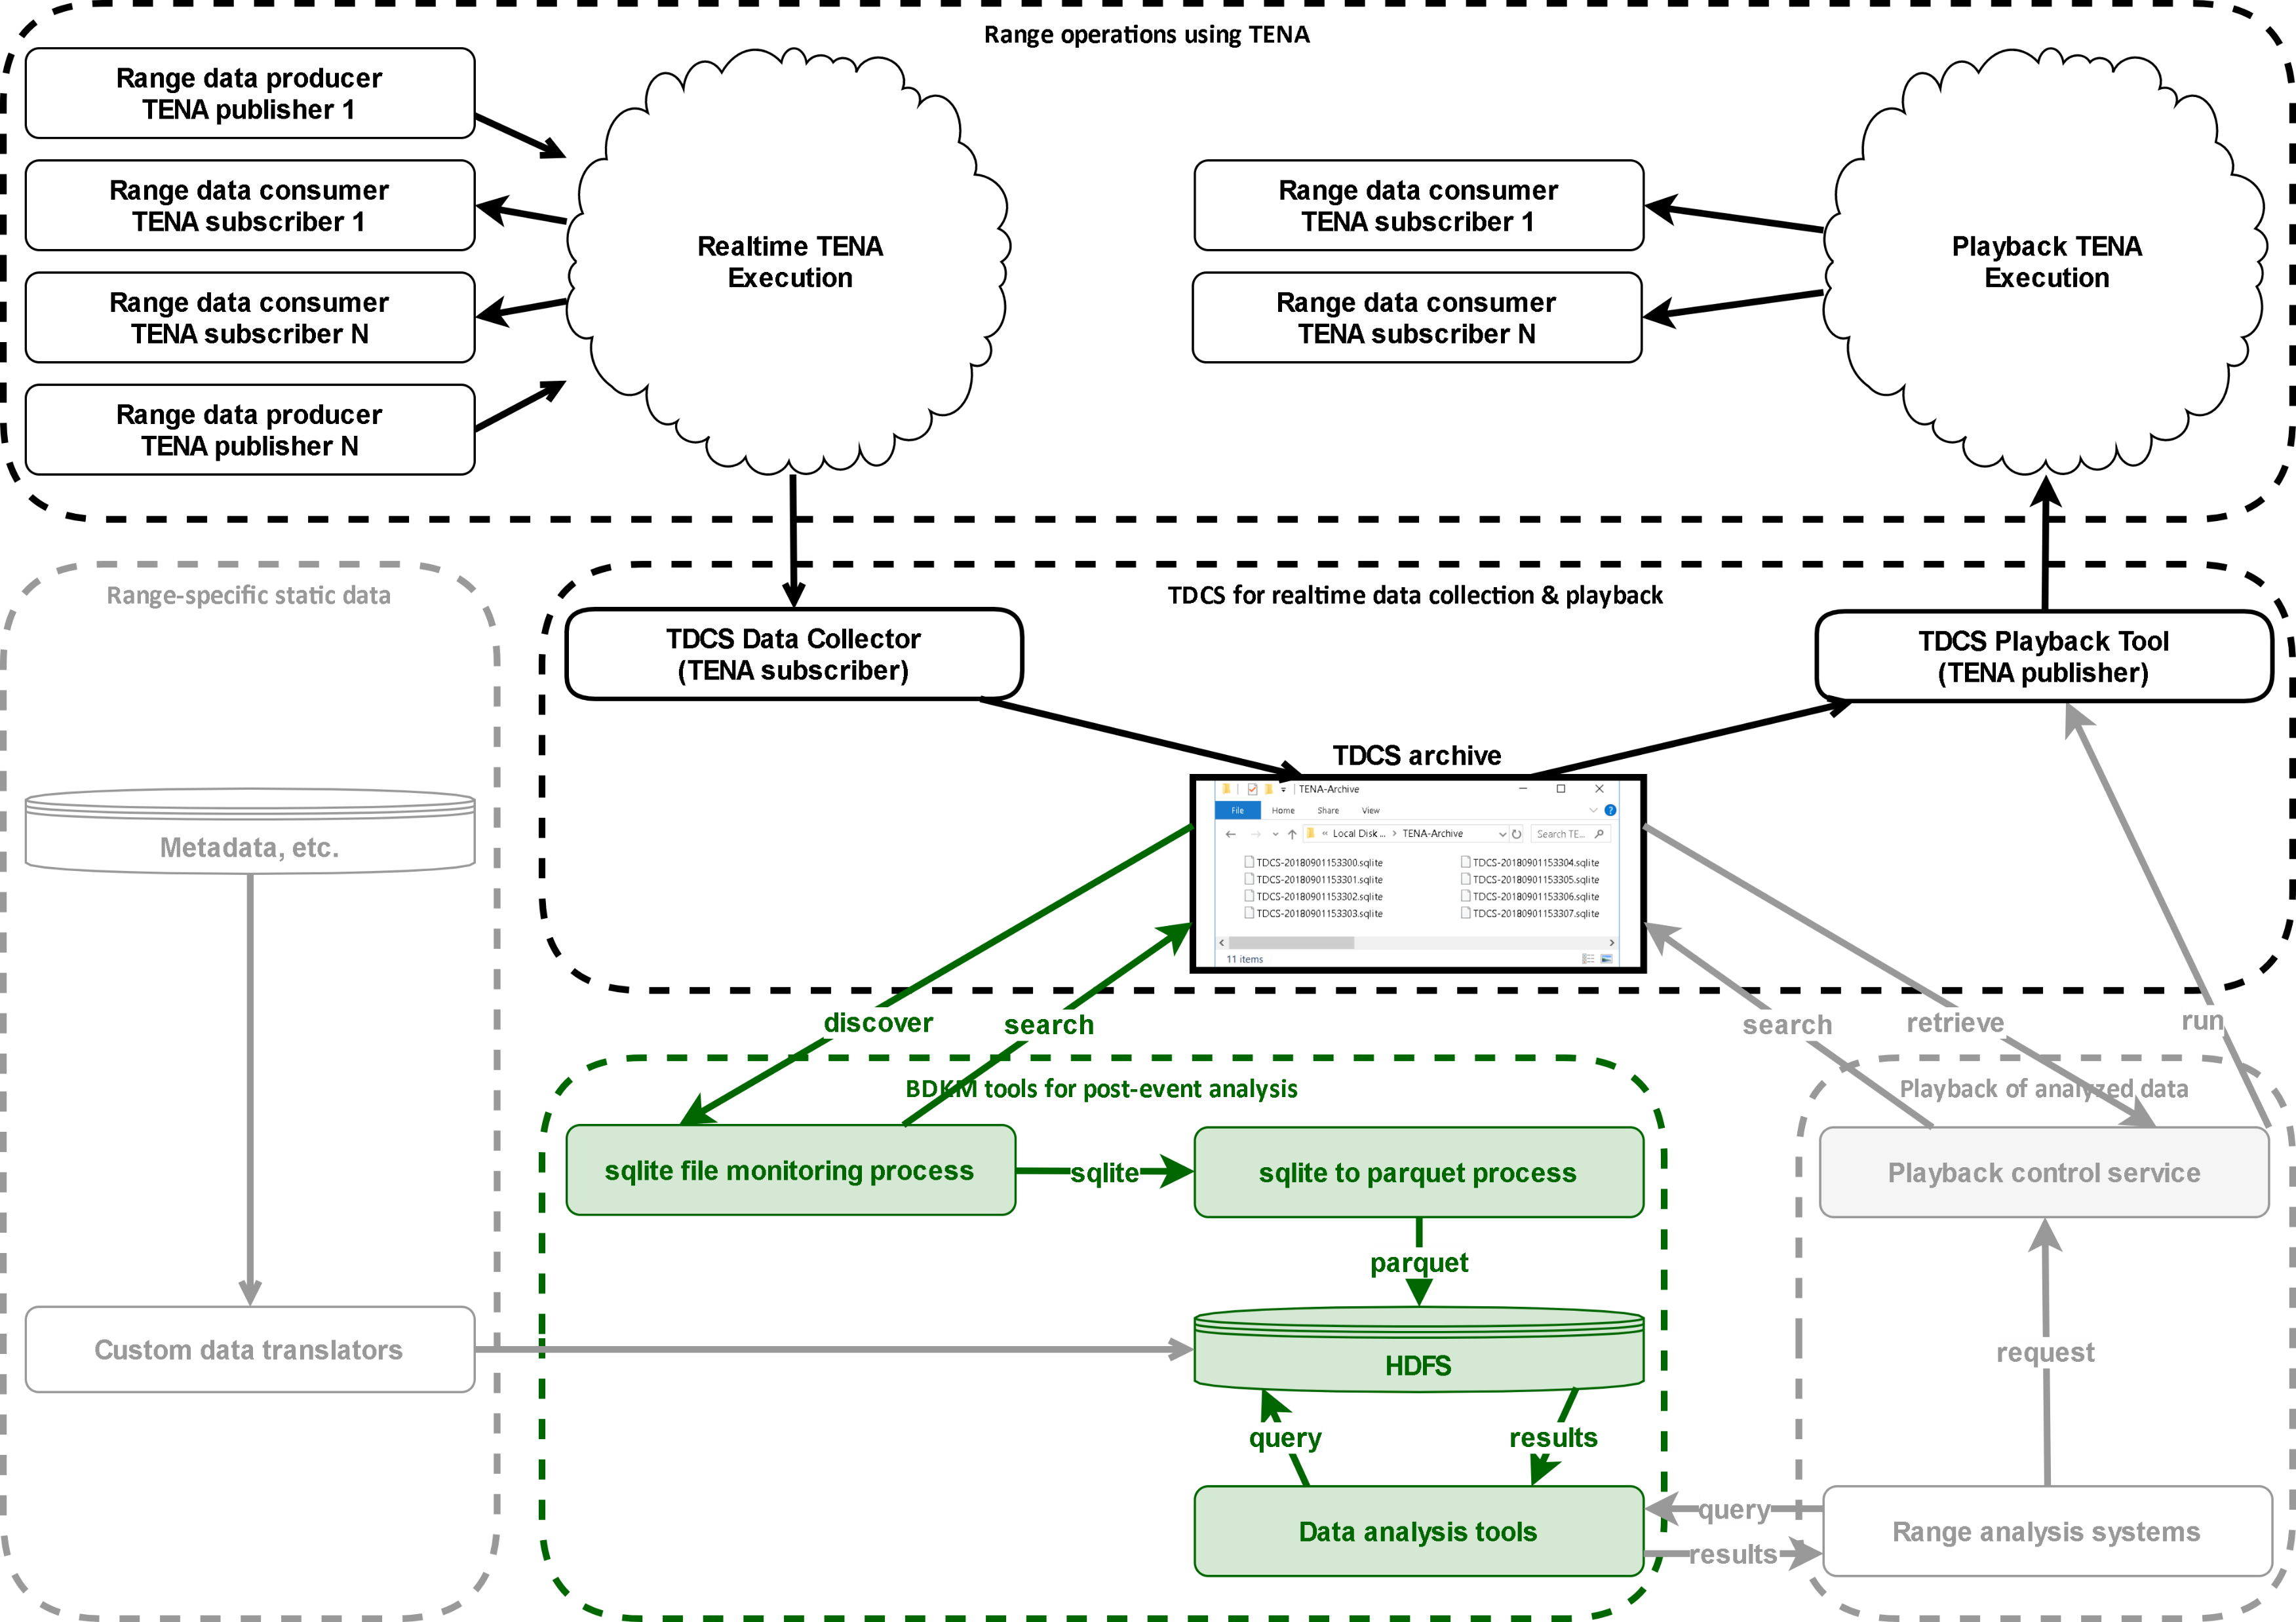 Range operations using TENA
Range data producer
TENA publisher 1
Range data consumer
TENA subscriber 1
Range data consumer
TENA subscriber N
Range data producer
TENA publisher N
Realtime TENA
Execution
Range data consumer
TENA subscriber 1
Range data consumer
TENA subscriber N
Playback TENA
Execution
Range-specific static data
Metadata, etc.
Custom data translators
TDCS for realtime data collection & playback
TDCS Data Collector
(TENA subscriber)
TDCS Playback Tool
(TENA publisher)
TDCS archive
TENA-Archive
File Home Share View
« Local Disk ... > TENA-Archive
Search TE...
TDCS-20180901153300.sqlite
TDCS-20180901153301.sqlite
TDCS-20180901153302.sqlite
TDCS-20180901153303.sqlite
TDCS-20180901153304.sqlite
TDCS-20180901153305.sqlite
TDCS-20180901153306.sqlite
TDCS-20180901153307.sqlite
11 items
discover
search
search
retrieve
run
BDKM tools for post-event analysis
sqlite file monitoring process
sqlite
sqlite to parquet process
parquet
HDFS
query
results
Data analysis tools
query
results
Playback of analyzed data
Playback control service
request
Range analysis systems